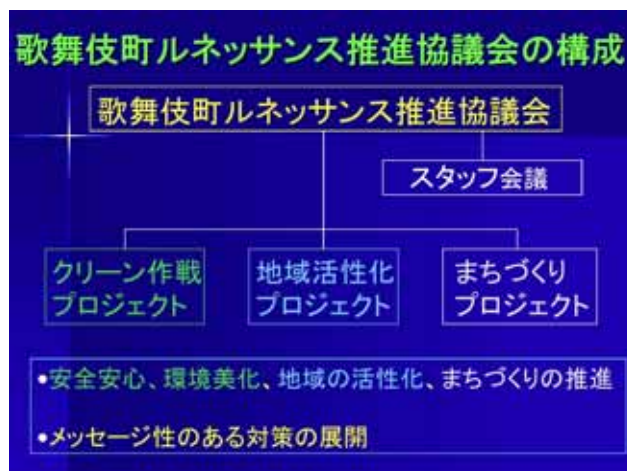 歌舞伎町ルネッサンス推進協議会の構成
歌舞伎町ルネッサンス推進協議会
スタッフ会議
クリーン作戦
プロジェクト
地域活性化
プロジェクト
まちづくり
プロジェクト
•安全安心、環境美化、地域の活性化、まちづくりの推進
•メッセージ性のある対策の展開